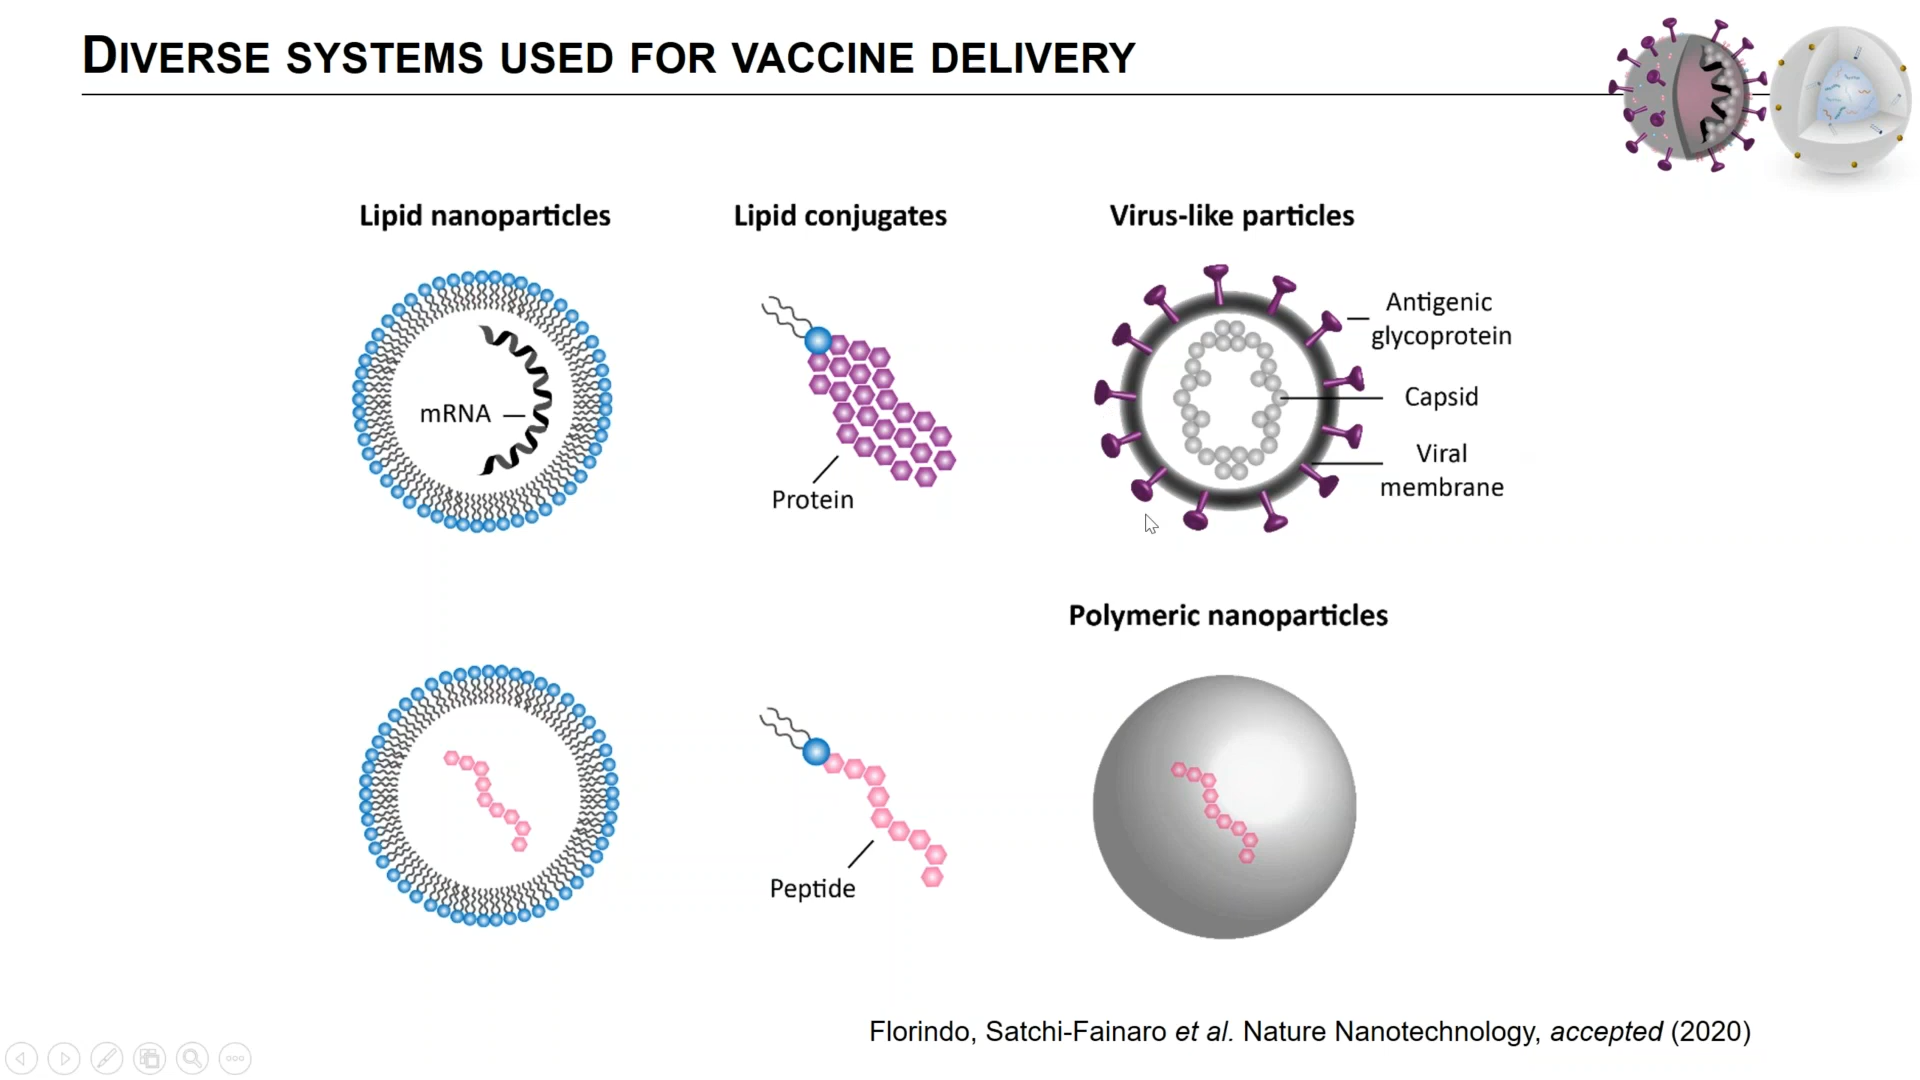 DIVERSE SYSTEMS USED FOR VACCINE DELIVERY
Lipid nanoparticles
Lipid conjugates
Virus-like particles
mRNA
Protein
Antigenic
glycoprotein
Capsid
Viral
membrane
Polymeric nanoparticles
Peptide
Florindo, Satchi-Fainaro et al. Nature Nanotechnology, accepted (2020)